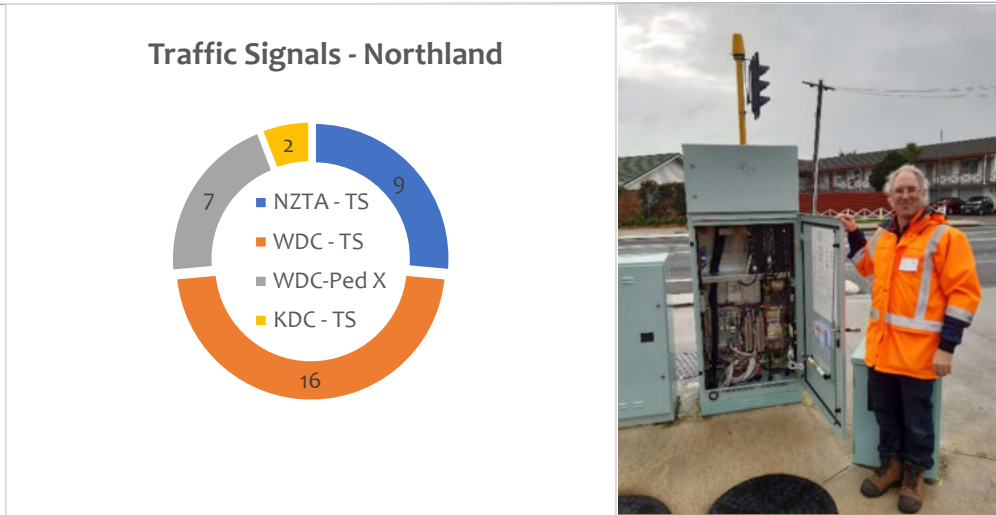 Traffic Signals - Northland
2
9
7
NZTA - TS
WDC - TS
WDC-Ped X
KDC - TS
16